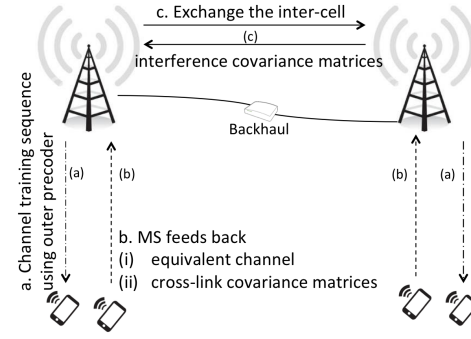 c. Exchange the inter-cell
(c)
interference covariance matrices
Backhaul
a. Channel training sequence
using outer precoder
(a)
(b)
(b)
(a)
b. MS feeds back
(i) equivalent channel
(ii) cross-link covariance matrices